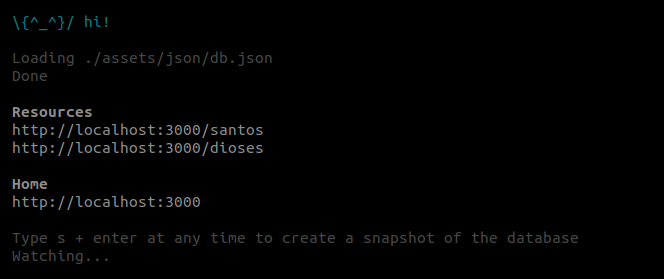 \{^_^}/ hi!
Loading ./assets/json/db.json
Done
Resources
http://localhost:3000/santos
http://localhost:3000/dioses
Home
http://localhost:3000
Type s + enter at any time to create a snapshot of the database
Watching...